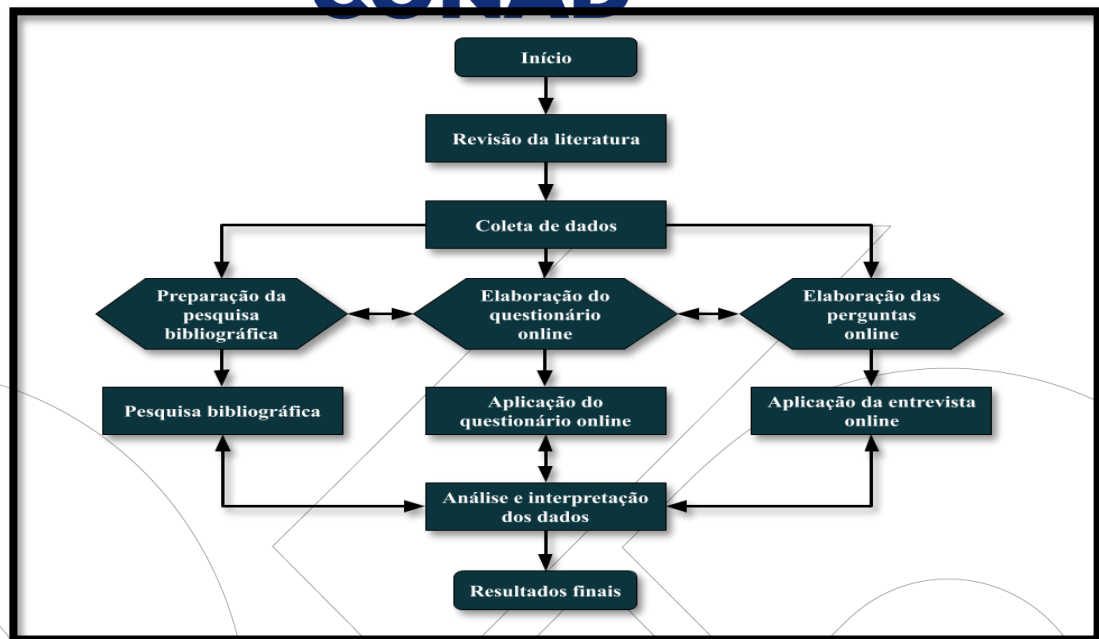 Início
Revisão da literatura
Coleta de dados
Preparação da
pesquisa
bibliográfica
Elaboração do
questionário
online
Elaboração das
perguntas
online
Pesquisa bibliográfica
Aplicação do
questionário online
Aplicação da entrevista
online
Análise e interpretação
dos dados
Resultados finais